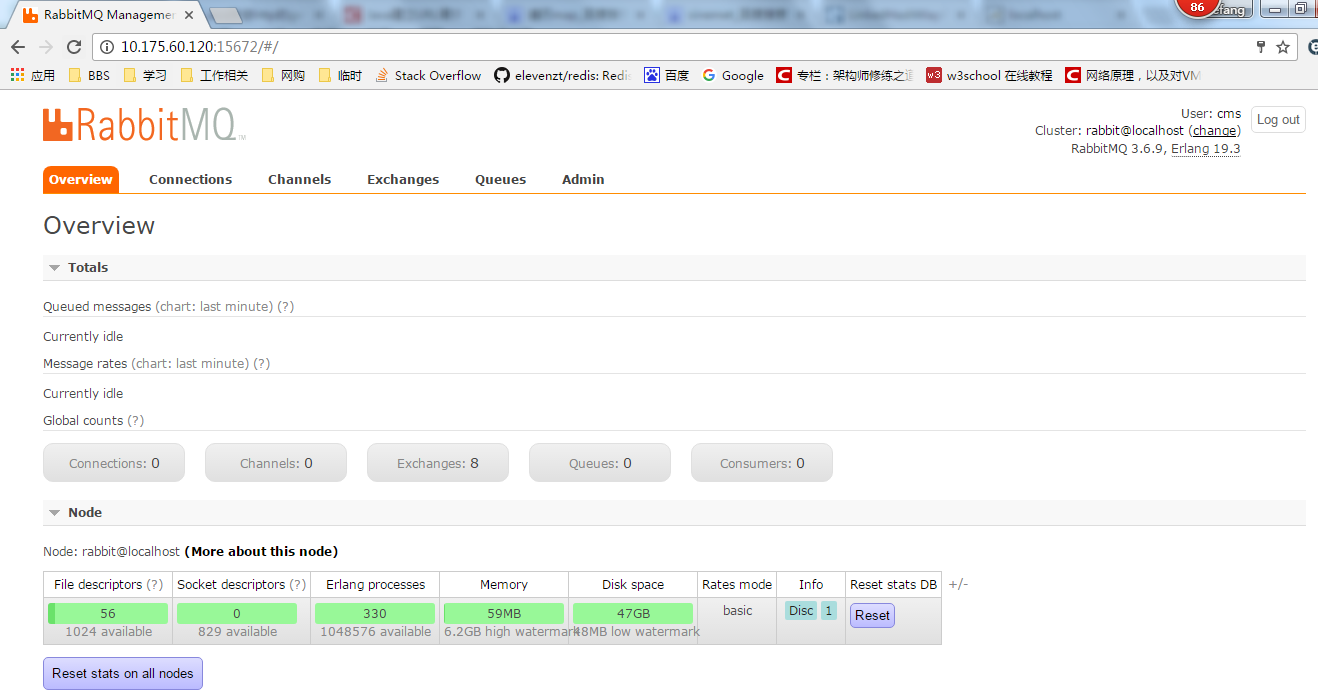 RabbitMQ Managemen
86
efang
10.175.60.120:15672/#/
应用 BBS 学习 工作相关 网购 临时 Stack Overflow elevenzt/redis: Redis 百度 Google 专栏：架构师修炼之道 w3school 在线教程 网络原理，以及对VM
RabbitMQ™
User: cms
Log out
Cluster: rabbit@localhost (change)
RabbitMQ 3.6.9, Erlang 19.3
Overview Connections Channels Exchanges Queues Admin
Overview
Totals
Queued messages (chart: last minute) (?)
Currently idle
Message rates (chart: last minute) (?)
Currently idle
Global counts (?)
Connections: 0 Channels: 0 Exchanges: 8 Queues: 0 Consumers: 0
Node
Node: rabbit@localhost (More about this node)
File descriptors (?) Socket descriptors (?) Erlang processes Memory Disk space Rates mode Info Reset stats DB +/-
56 0 330 59MB 47GB basic Disc 1 Reset
1024 available 829 available 1048576 available 6.2GB high watermark 48MB low watermark
Reset stats on all nodes